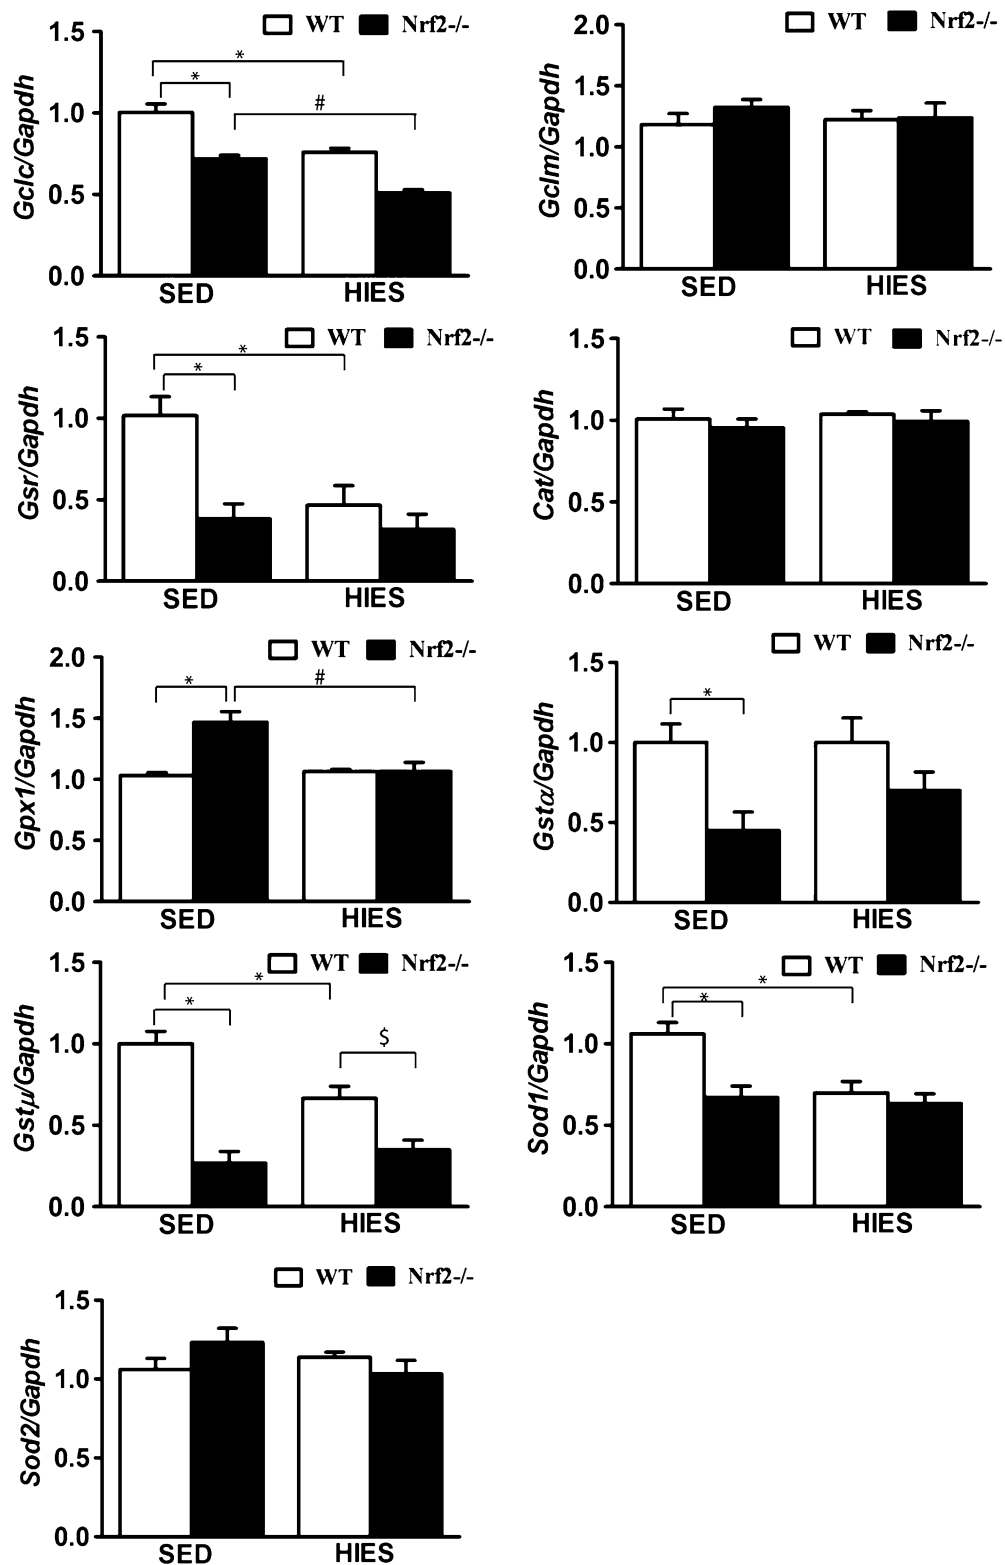 WT Nrf2-/-
Gclc/Gapdh
1.5
1.0
0.5
0.0
*
*
#
SED HIES
WT Nrf2-/-
Gclm/Gapdh
2.0
1.5
1.0
0.5
0.0
SED HIES
WT Nrf2-/-
Gsr/Gapdh
1.5
1.0
0.5
0.0
*
*
SED HIES
WT Nrf2-/-
Cat/Gapdh
1.5
1.0
0.5
0.0
SED HIES
WT Nrf2-/-
Gpx1/Gapdh
2.0
1.5
1.0
0.5
0.0
* #
SED HIES
WT Nrf2-/-
Gstα/Gapdh
1.5
1.0
0.5
0.0
*
SED HIES
WT Nrf2-/-
Gstμ/Gapdh
1.5
1.0
0.5
0.0
*
*
$
SED HIES
WT Nrf2-/-
Sod1/Gapdh
1.5
1.0
0.5
0.0
*
*
SED HIES
WT Nrf2-/-
Sod2/Gapdh
1.5
1.0
0.5
0.0
SED HIES